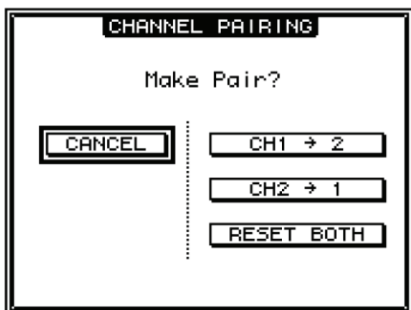 CHANNEL PAIRING
Make Pair?
CANCEL
CH1 → 2
CH2 → 1
RESET BOTH